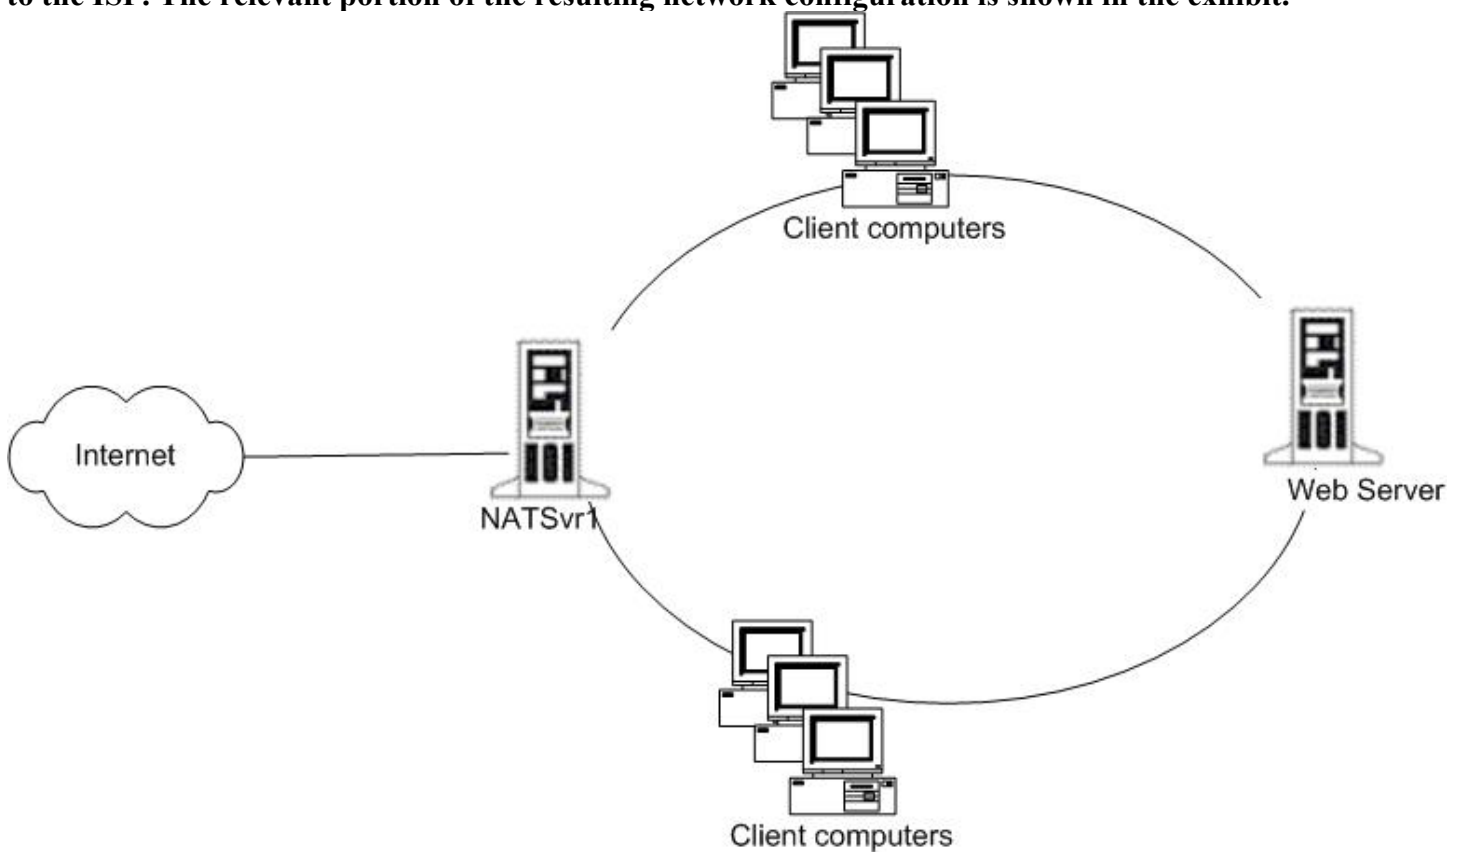 to the ISP. The relevant portion of the resulting network configuration is shown in the exhibit.
Client computers
Internet
NATSvr1
Web Server
Client computers